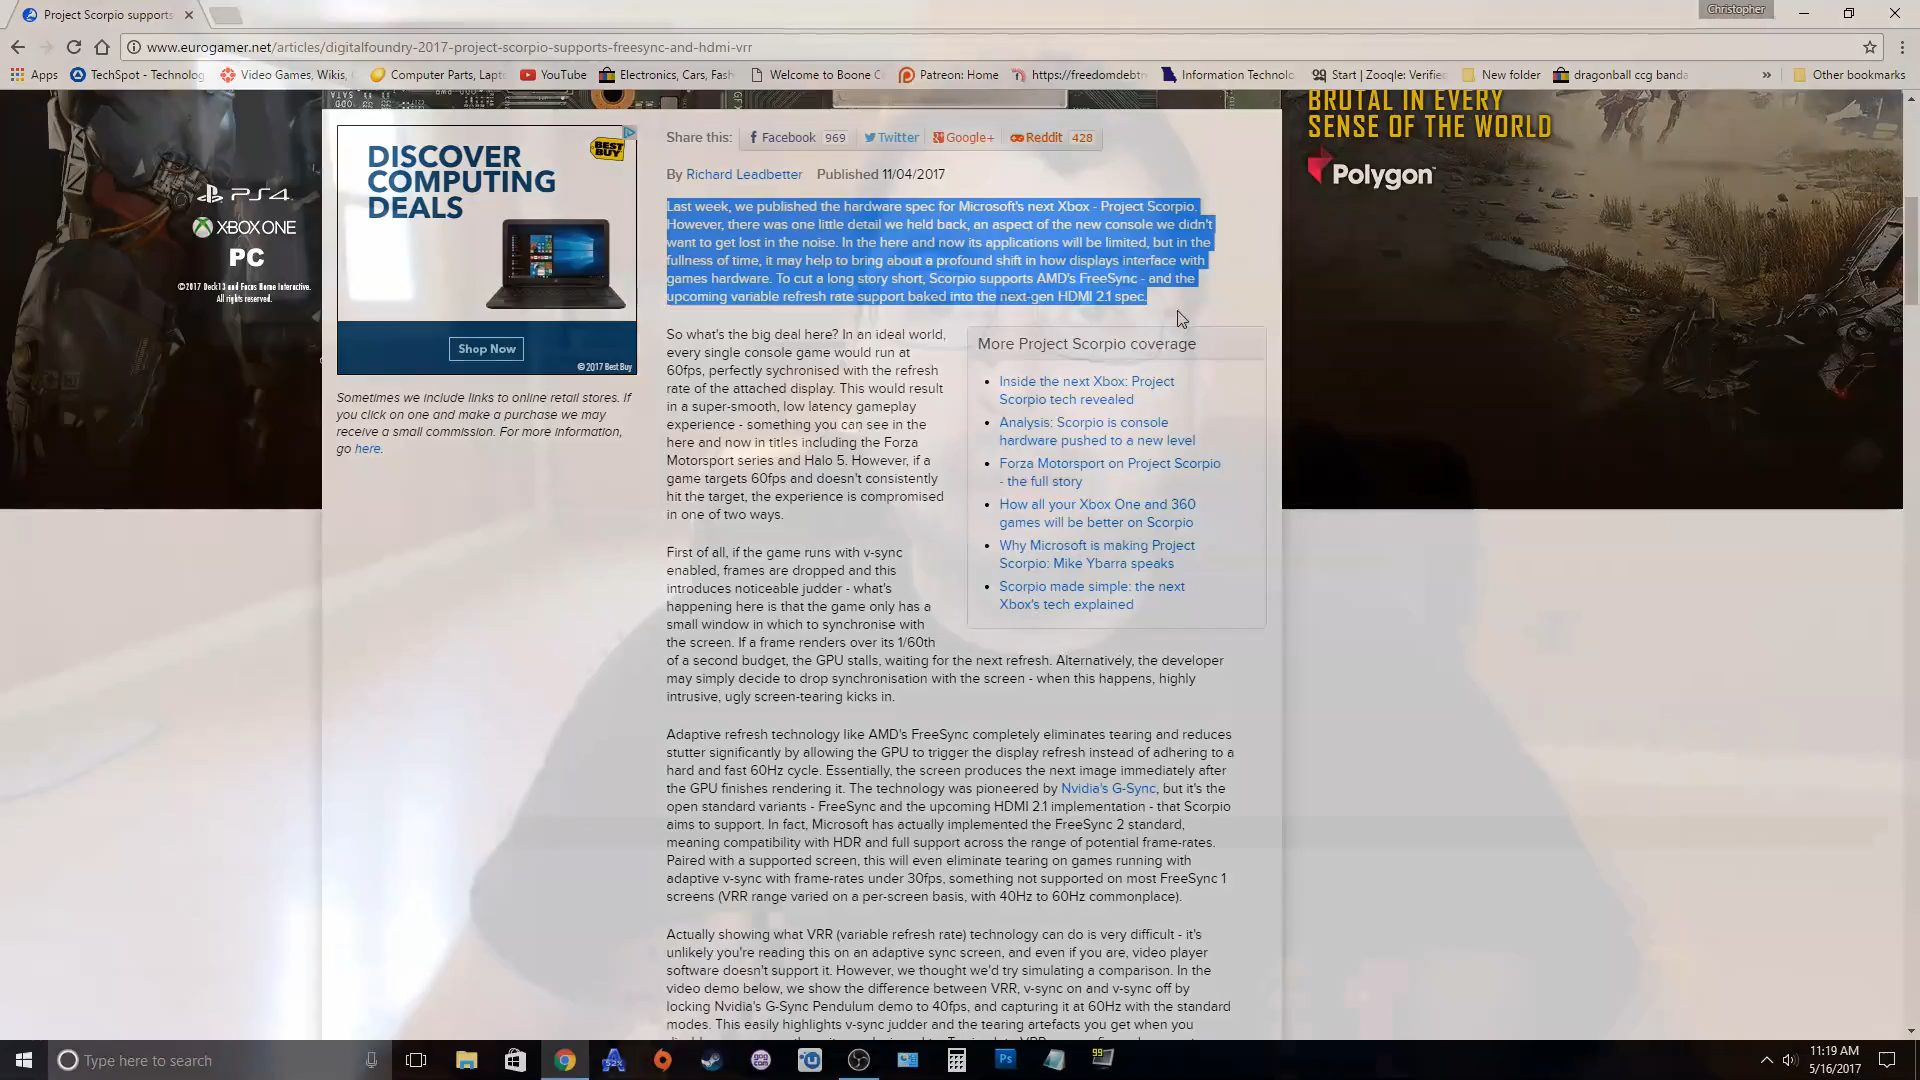 Project Scorpio supports
Christopher
www.eurogamer.net/articles/digitalfoundry-2017-project-scorpio-supports-freesync-and-hdmi-vrr
Apps
TechSpot - Technolog
Video Games, Wikis,
Computer Parts, Lapt
YouTube
Electronics, Cars, Fash
Welcome to Boone C
Patreon: Home
https://freedomdebt
Information Technolo
Start | Zooqle: Verifie
New folder
dragonball ccg banda
»
Other bookmarks
PS4
XBOX ONE
PC
©2017 Deck13 and Focus Home Interactive.
All rights reserved.
DISCOVER
COMPUTING
DEALS
BEST
BUY
Shop Now
© 2017 Best Buy
Sometimes we include links to online retail stores. If
you click on one and make a purchase we may
receive a small commission. For more information,
go here.
Share this: Facebook 969 Twitter Google+ Reddit 428
By Richard Leadbetter Published 11/04/2017
Last week, we published the hardware spec for Microsoft's next Xbox - Project Scorpio.
However, there was one little detail we held back, an aspect of the new console we didn't
want to get lost in the noise. In the here and now its applications will be limited, but in the
fullness of time, it may help to bring about a profound shift in how displays interface with
games hardware. To cut a long story short, Scorpio supports AMD's FreeSync - and the
upcoming variable refresh rate support baked into the next-gen HDMI 2.1 spec.
So what's the big deal here? In an ideal world,
every single console game would run at
60fps, perfectly sychronised with the refresh
rate of the attached display. This would result
in a super-smooth, low latency gameplay
experience - something you can see in the
here and now in titles including the Forza
Motorsport series and Halo 5. However, if a
game targets 60fps and doesn't consistently
hit the target, the experience is compromised
in one of two ways.
First of all, if the game runs with v-sync
enabled, frames are dropped and this
introduces noticeable judder - what's
happening here is that the game only has a
small window in which to synchronise with
the screen. If a frame renders over its 1/60th
of a second budget, the GPU stalls, waiting for the next refresh. Alternatively, the developer
may simply decide to drop synchronisation with the screen - when this happens, highly
intrusive, ugly screen-tearing kicks in.
Adaptive refresh technology like AMD's FreeSync completely eliminates tearing and reduces
stutter significantly by allowing the GPU to trigger the display refresh instead of adhering to a
hard and fast 60Hz cycle. Essentially, the screen produces the next image immediately after
the GPU finishes rendering it. The technology was pioneered by Nvidia's G-Sync, but it's the
open standard variants - FreeSync and the upcoming HDMI 2.1 implementation - that Scorpio
aims to support. In fact, Microsoft has actually implemented the FreeSync 2 standard,
meaning compatibility with HDR and full support across the range of potential frame-rates.
Paired with a supported screen, this will even eliminate tearing on games running with
adaptive v-sync with frame-rates under 30fps, something not supported on most FreeSync 1
screens (VRR range varied on a per-screen basis, with 40Hz to 60Hz commonplace).
Actually showing what VRR (variable refresh rate) technology can do is very difficult - it's
unlikely you're reading this on an adaptive sync screen, and even if you are, video player
software doesn't support it. However, we thought we'd try simulating a comparison. In the
video demo below, we show the difference between VRR, v-sync on and v-sync off by
locking Nvidia's G-Sync Pendulum demo to 40fps, and capturing it at 60Hz with the standard
modes. This easily highlights v-sync judder and the tearing artefacts you get when you
More Project Scorpio coverage
Inside the next Xbox: Project
Scorpio tech revealed
Analysis: Scorpio is console
hardware pushed to a new level
Forza Motorsport on Project Scorpio
- the full story
How all your Xbox One and 360
games will be better on Scorpio
Why Microsoft is making Project
Scorpio: Mike Ybarra speaks
Scorpio made simple: the next
Xbox's tech explained
BRUTAL IN EVERY
SENSE OF THE WORLD
Polygon
Type here to search
52%
gog
com
Ps
99
11:19 AM
5/16/2017